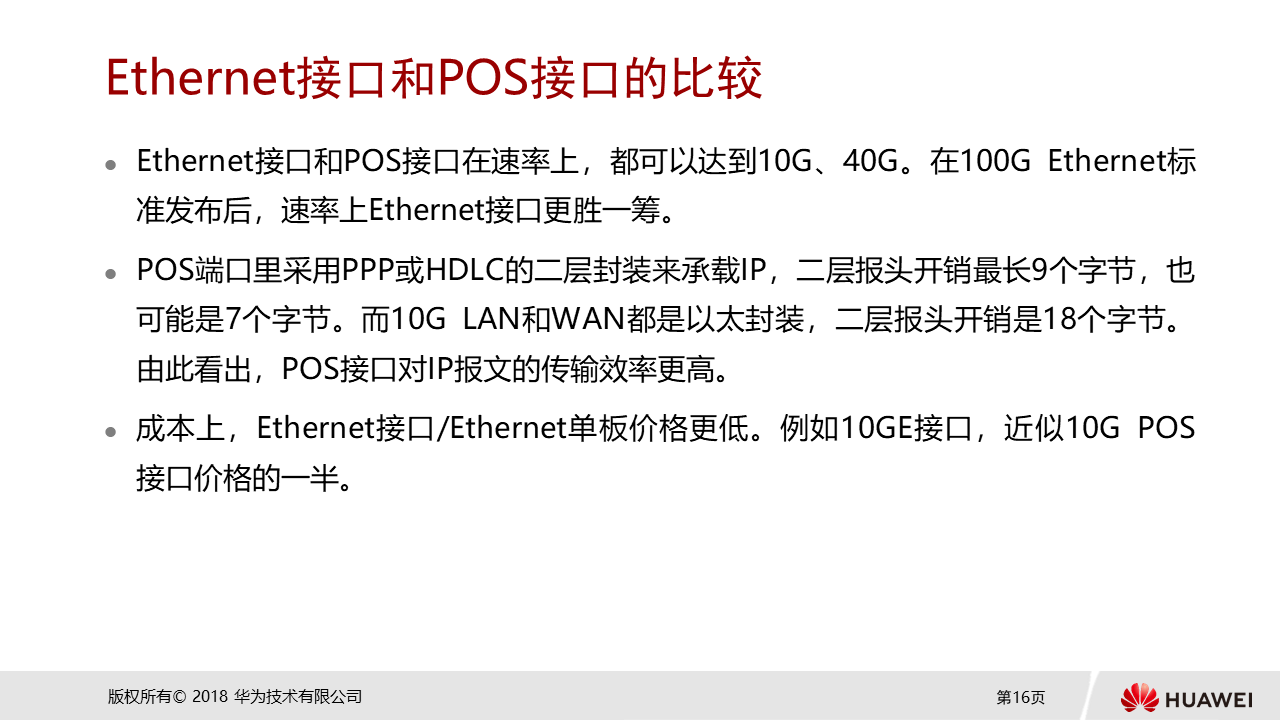 Ethernet接口和POS接口的比较
● Ethernet接口和POS接口在速率上，都可以达到10G、40G。在100G Ethernet标
准发布后，速率上Ethernet接口更胜一筹。
● POS端口里采用PPP或HDLC的二层封装来承载IP，二层报头开销最长9个字节，也
可能是7个字节。而10G LAN和WAN都是以太封装，二层报头开销是18个字节。
由此看出，POS接口对IP报文的传输效率更高。
● 成本上，Ethernet接口/Ethernet单板价格更低。例如10GE接口，近似10G POS
接口价格的一半。
版权所有© 2018 华为技术有限公司
第16页
HUAWEI